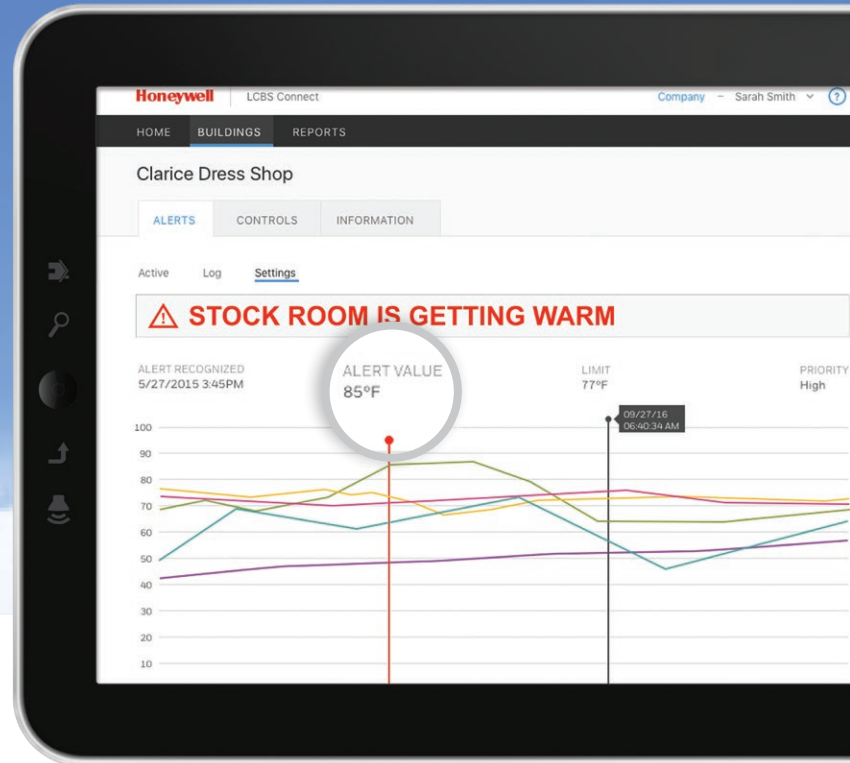 Honeywell LCBS Connect Company – Sarah Smith ?
HOME BUILDINGS REPORTS
Clarice Dress Shop
ALERTS CONTROLS INFORMATION
Active Log Settings
STOCK ROOM IS GETTING WARM
ALERT RECOGNIZED ALERT VALUE LIMIT PRIORITY
5/27/2015 3:45PM 85°F 77°F High
09/27/16
06:40:34 AM
100
90
80
70
60
50
40
30
20
10